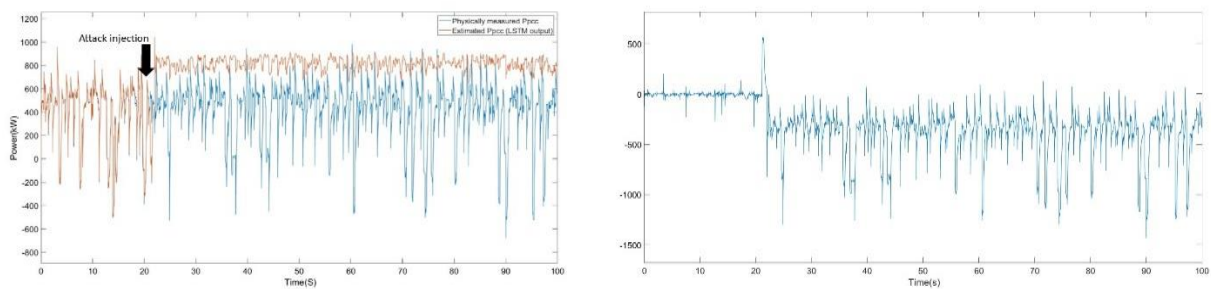 Physically measured Ppcc
Estimated Ppcc (LSTM output)
Attack injection
Power(kW)
1200
1000
800
600
400
200
0
-200
-400
-600
-800
0 10 20 30 40 50 60 70 80 90 100
Time(S)
500
0
-500
-1000
-1500
0 10 20 30 40 50 60 70 80 90 100
Time(s)